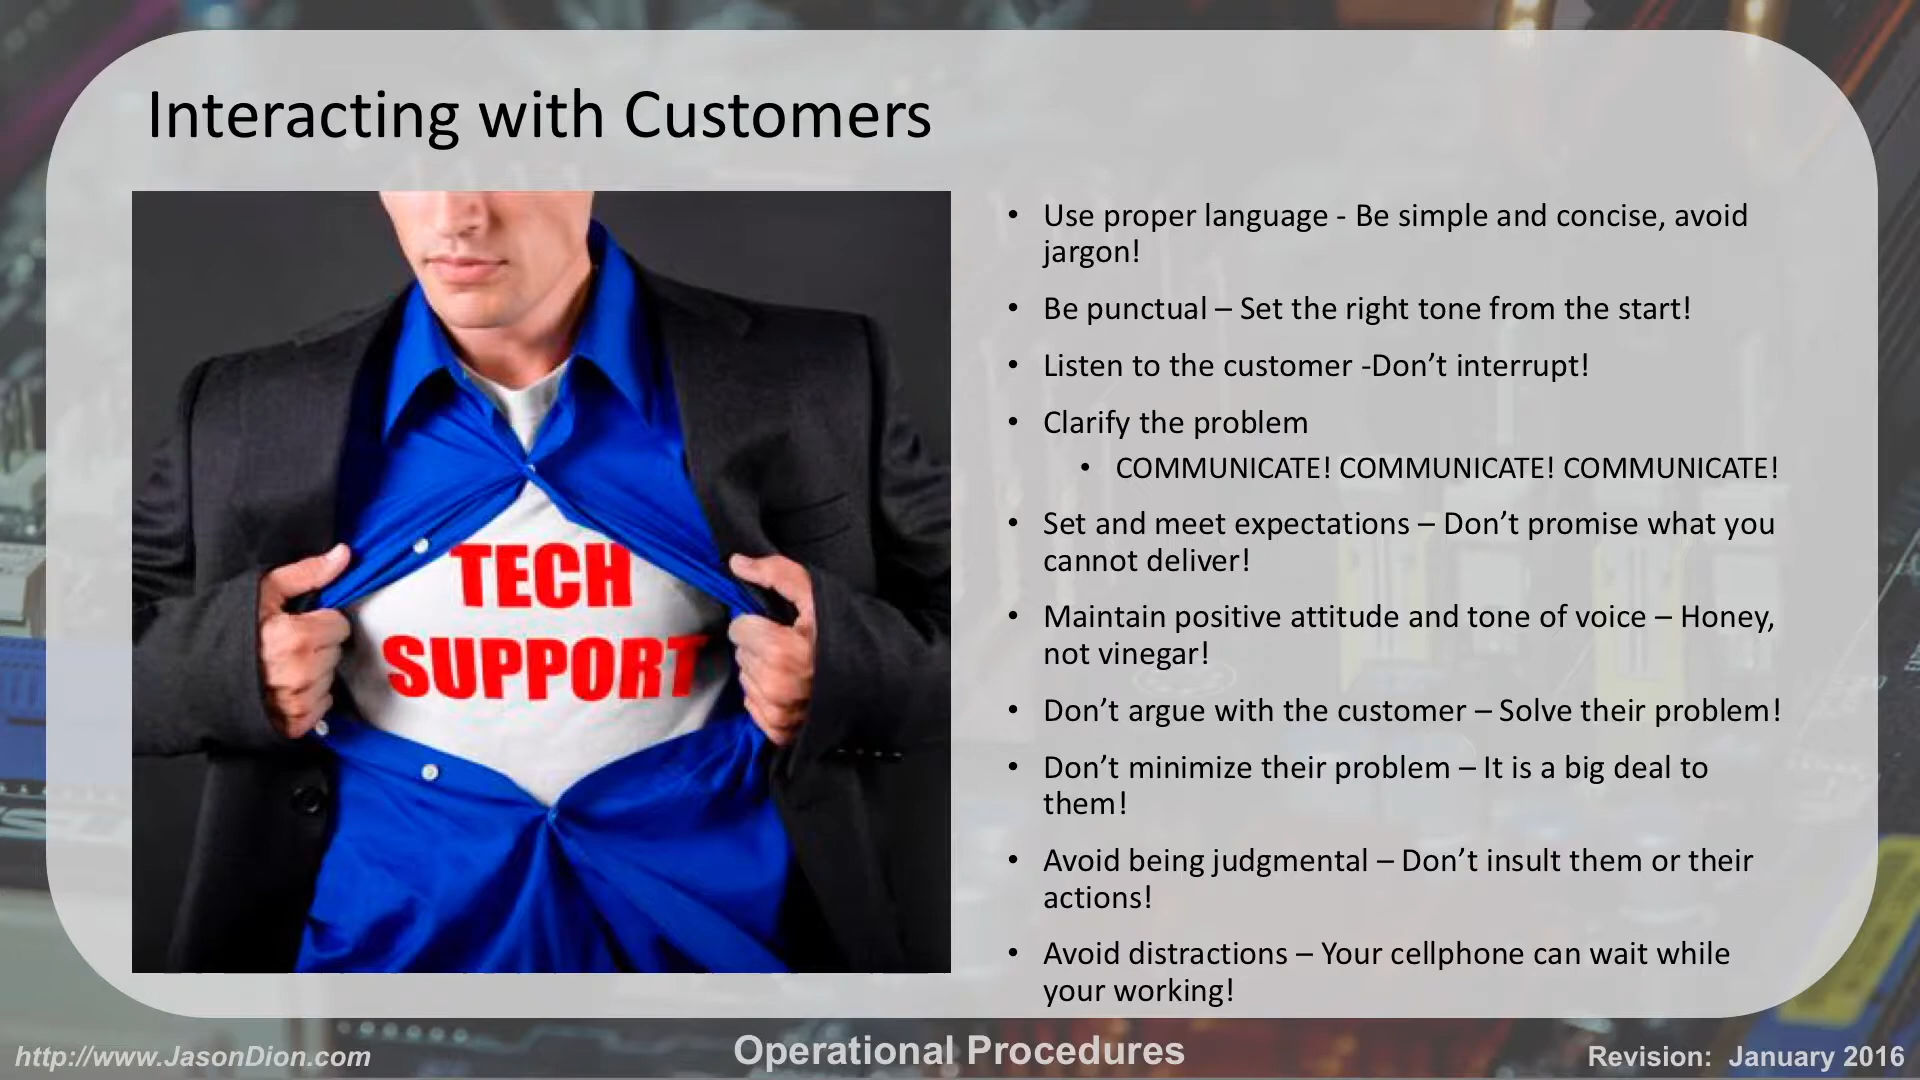 Interacting with Customers
TECH
SUPPORT
• Use proper language - Be simple and concise, avoid
jargon!
• Be punctual – Set the right tone from the start!
• Listen to the customer -Don’t interrupt!
• Clarify the problem
• COMMUNICATE! COMMUNICATE! COMMUNICATE!
• Set and meet expectations – Don’t promise what you
cannot deliver!
• Maintain positive attitude and tone of voice – Honey,
not vinegar!
• Don’t argue with the customer – Solve their problem!
• Don’t minimize their problem – It is a big deal to
them!
• Avoid being judgmental – Don’t insult them or their
actions!
• Avoid distractions – Your cellphone can wait while
your working!
http://www.JasonDion.com
Operational Procedures
Revision: January 2016